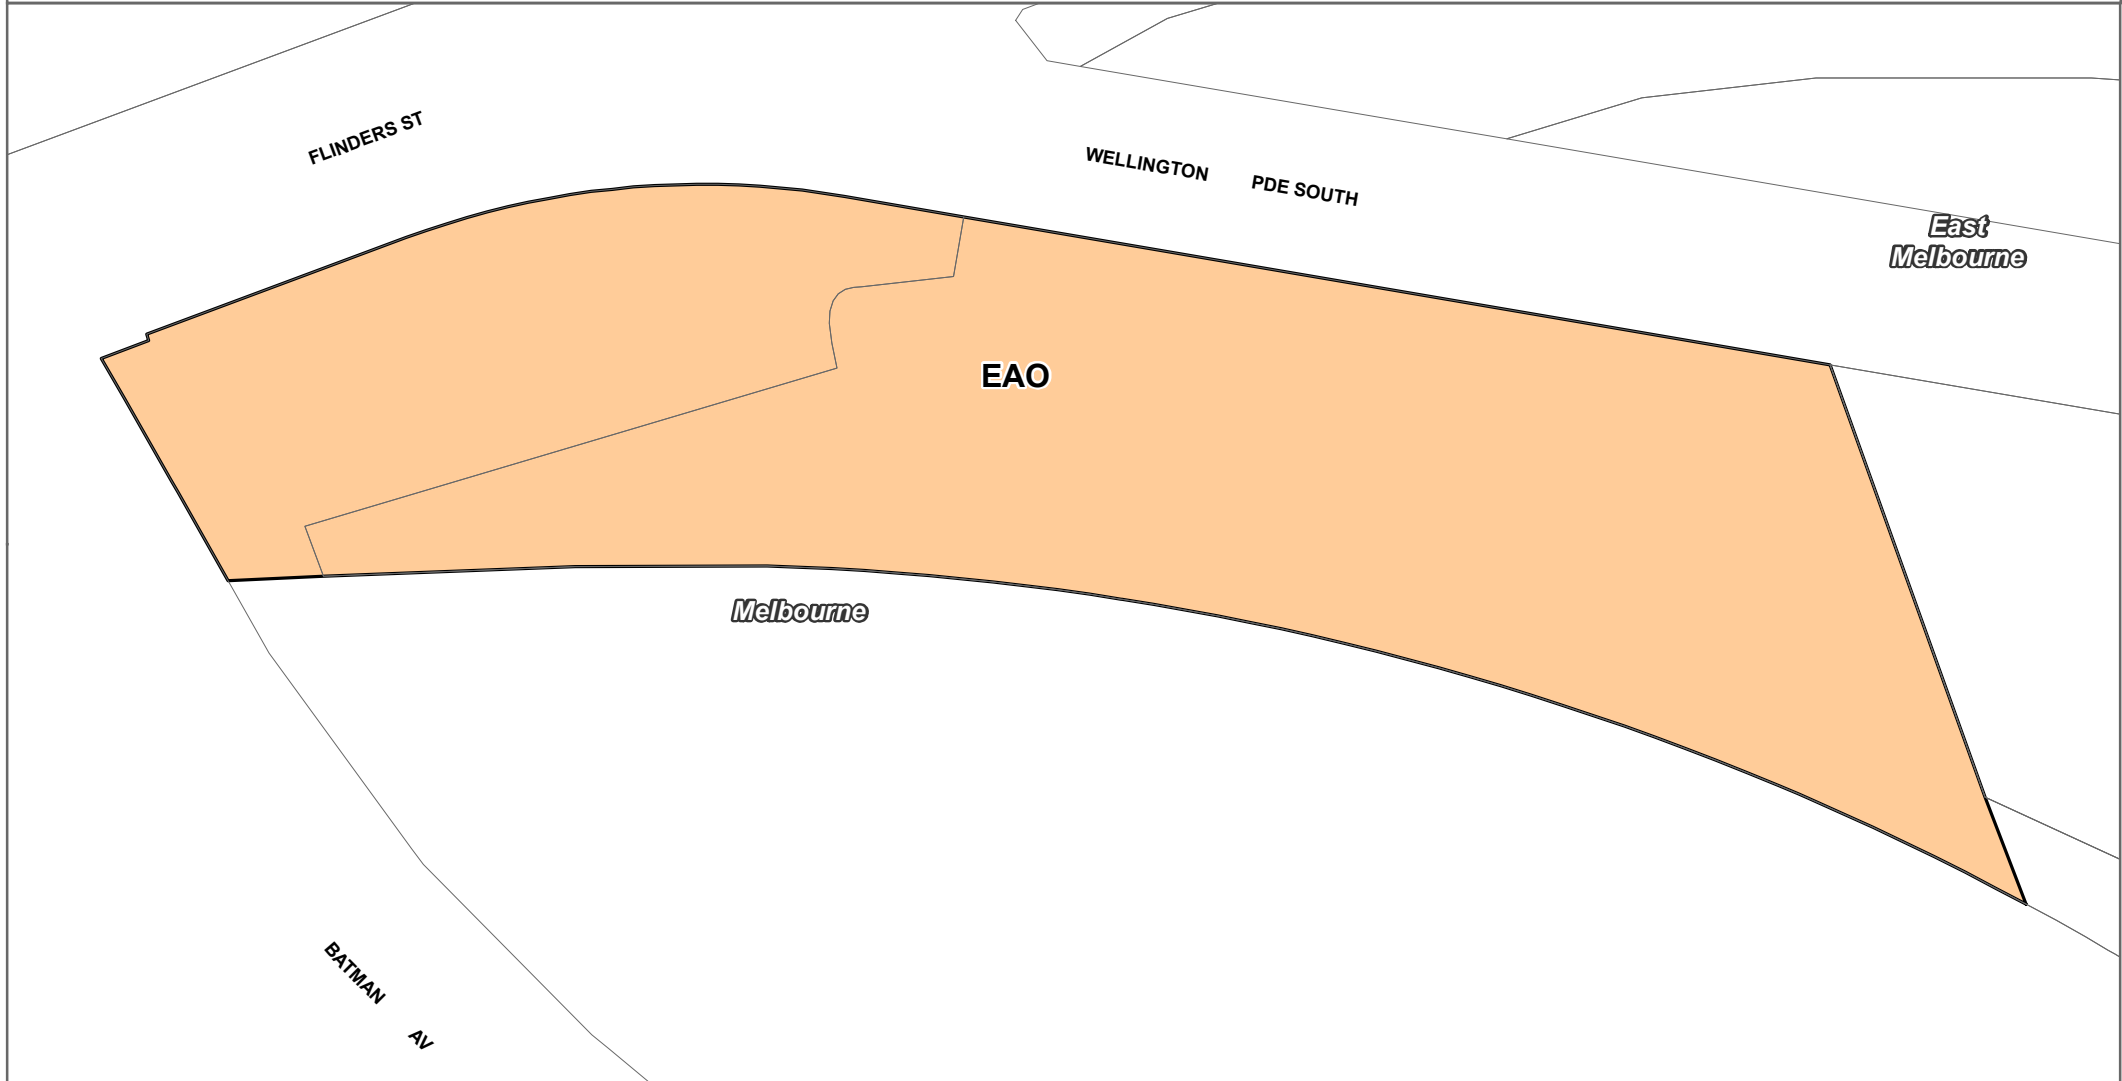 FLINDERS ST
WELLINGTON PDE SOUTH
East
Melbourne
EAO
Melbourne
BATMAN AV